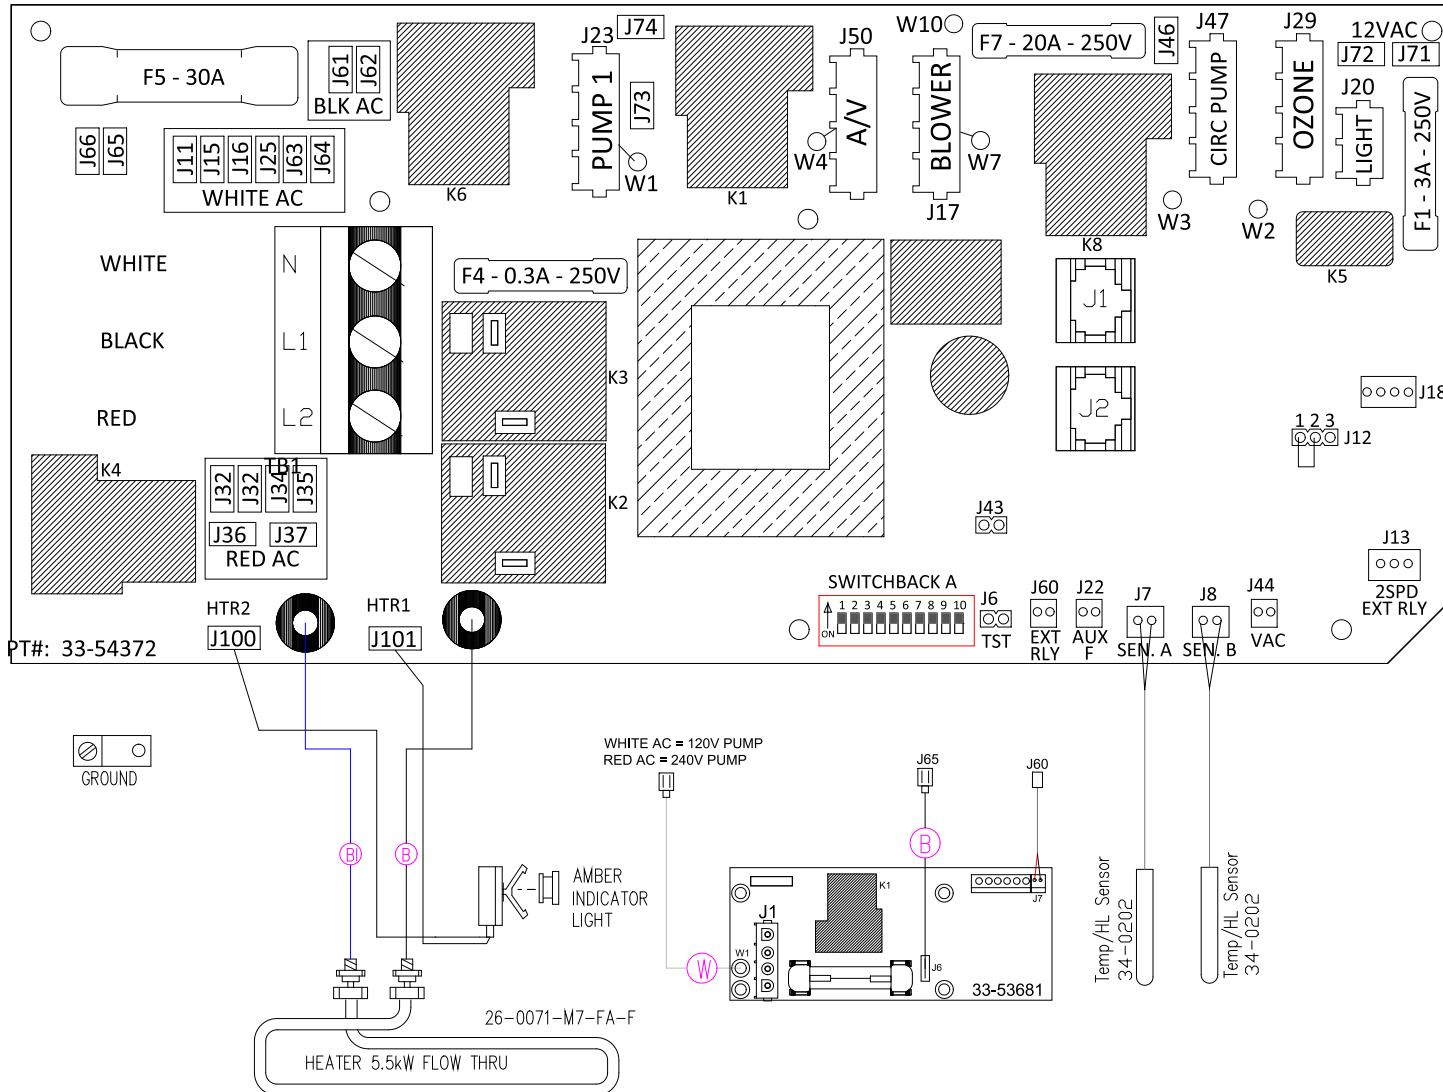 J23
J74
W10
F7 - 20A - 250V
J46
J47
J29
12VAC
J72
J71
F5 - 30A
J61
J62
BLK AC
K6
PUMP 1
J73
W1
K1
J50
A/V
W4
BLOWER
W7
J17
K8
CIRC PUMP
W3
OZONE
W2
J20
LIGHT
K5
F1 - 3A - 250V
J66
J65
J11
J15
J16
J25
J63
J64
WHITE AC
WHITE
N
F4 - 0.3A - 250V
BLACK
L1
RED
L2
TB1
K3
K2
J1
J2
J18
1 2 3
J12
K4
J32
J32
J34
J35
J36
J37
RED AC
J43
J13
2SPD
EXT RLY
HTR2
J100
HTR1
J101
SWITCHBACK A
1 2 3 4 5 6 7 8 9 10
ON
J6
TST
J60
EXT
RLY
J22
AUX
F
J7
SEN. A
J8
SEN. B
J44
VAC
PT#: 33-54372
GROUND
WHITE AC = 120V PUMP
RED AC = 240V PUMP
J65
J60
Bl
B
B
AMBER
INDICATOR
LIGHT
K1
J7
J1
W1
W
J6
33-53681
Temp/HL Sensor
34-0202
Temp/HL Sensor
34-0202
26-0071-M7-FA-F
HEATER 5.5kW FLOW THRU